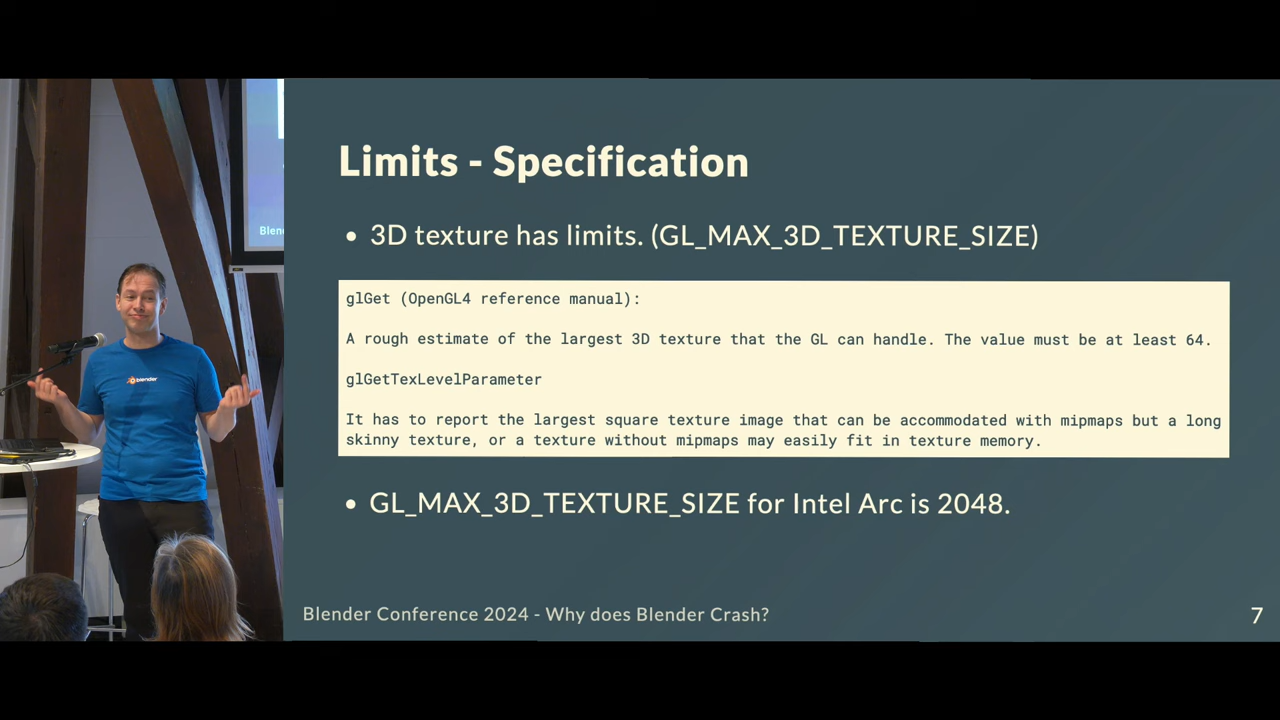 Limits - Specification
• 3D texture has limits. (GL_MAX_3D_TEXTURE_SIZE)
glGet (OpenGL4 reference manual):
A rough estimate of the largest 3D texture that the GL can handle. The value must be at least 64.
glGetTexLevelParameter
It has to report the largest square texture image that can be accommodated with mipmaps but a long
skinny texture, or a texture without mipmaps may easily fit in texture memory.
• GL_MAX_3D_TEXTURE_SIZE for Intel Arc is 2048.
Blender Conference 2024 - Why does Blender Crash?
7
blender